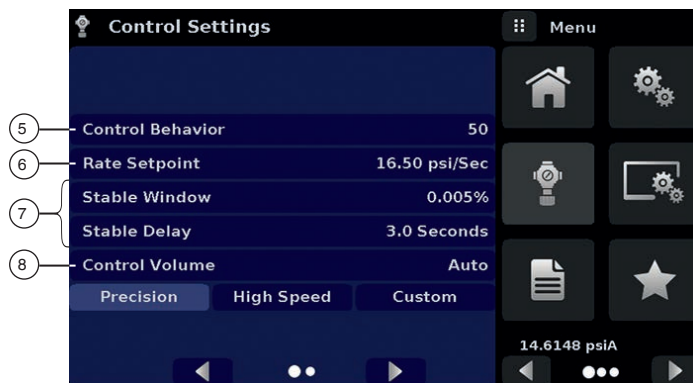 Control Settings
Menu
5 Control Behavior 50
6 Rate Setpoint 16.50 psi/Sec
7 Stable Window 0.005%
Stable Delay 3.0 Seconds
8 Control Volume Auto
Precision High Speed Custom
14.6148 psiA